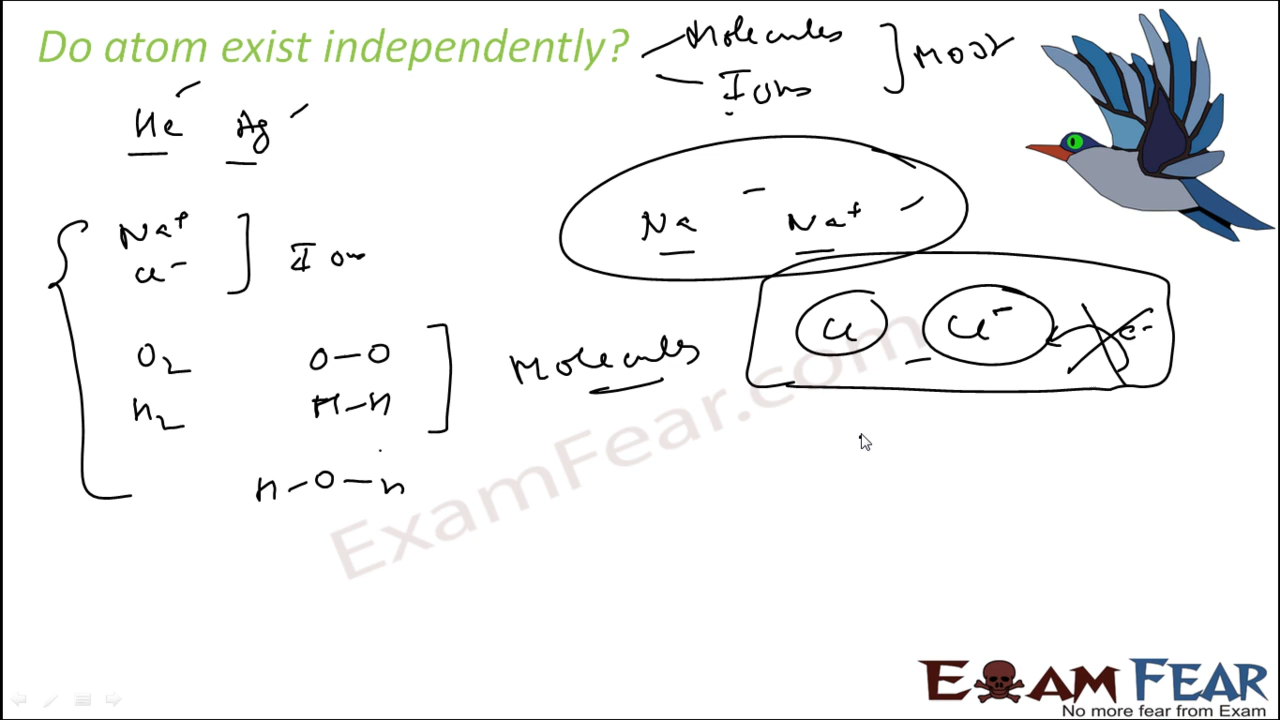 Do atom exist independently?
Molecules
Ions
Most
He Ag
Na+
Cl-
Ion
Na Na+
Cl Cl- e-
O2 O-O
H2 H-H
Molecules
H-O-H
ExamFear.com
EXAM FEAR
No more fear from Exam